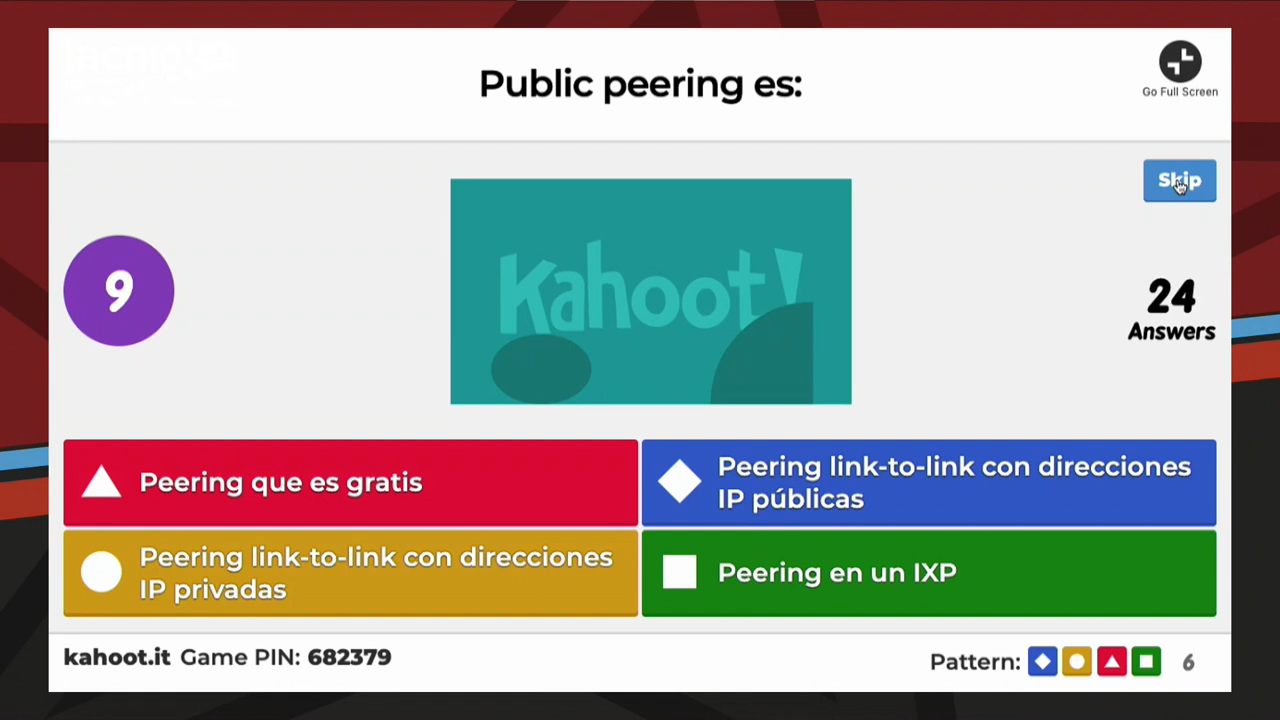 Public peering es:
Go Full Screen
Skip
9
Kahoot!
24
Answers
Peering que es gratis
Peering link-to-link con direcciones
IP públicas
Peering link-to-link con direcciones
IP privadas
Peering en un IXP
kahoot.it Game PIN: 682379
Pattern: 6